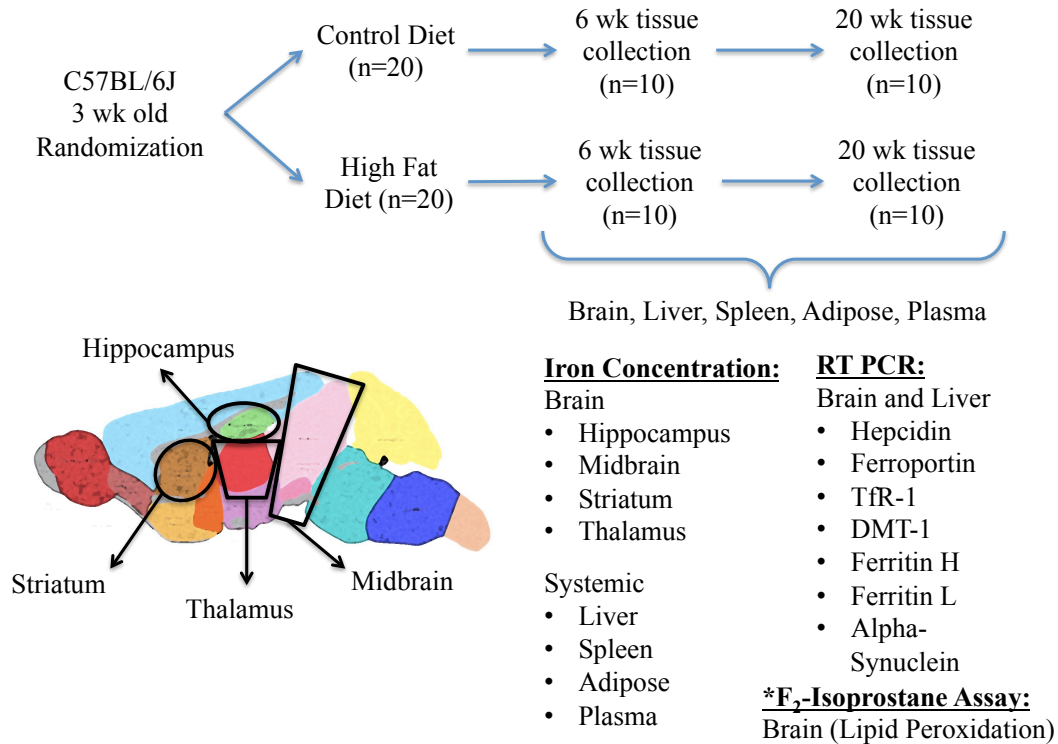 C57BL/6J
3 wk old
Randomization
Control Diet
(n=20)
6 wk tissue
collection
(n=10)
20 wk tissue
collection
(n=10)
High Fat
Diet (n=20)
6 wk tissue
collection
(n=10)
20 wk tissue
collection
(n=10)
Brain, Liver, Spleen, Adipose, Plasma
Hippocampus
Striatum
Thalamus
Midbrain
Iron Concentration:
Brain
• Hippocampus
• Midbrain
• Striatum
• Thalamus
Systemic
• Liver
• Spleen
• Adipose
• Plasma
RT PCR:
Brain and Liver
• Hepcidin
• Ferroportin
• TfR-1
• DMT-1
• Ferritin H
• Ferritin L
• Alpha-
Synuclein
*F₂-Isoprostane Assay:
Brain (Lipid Peroxidation)